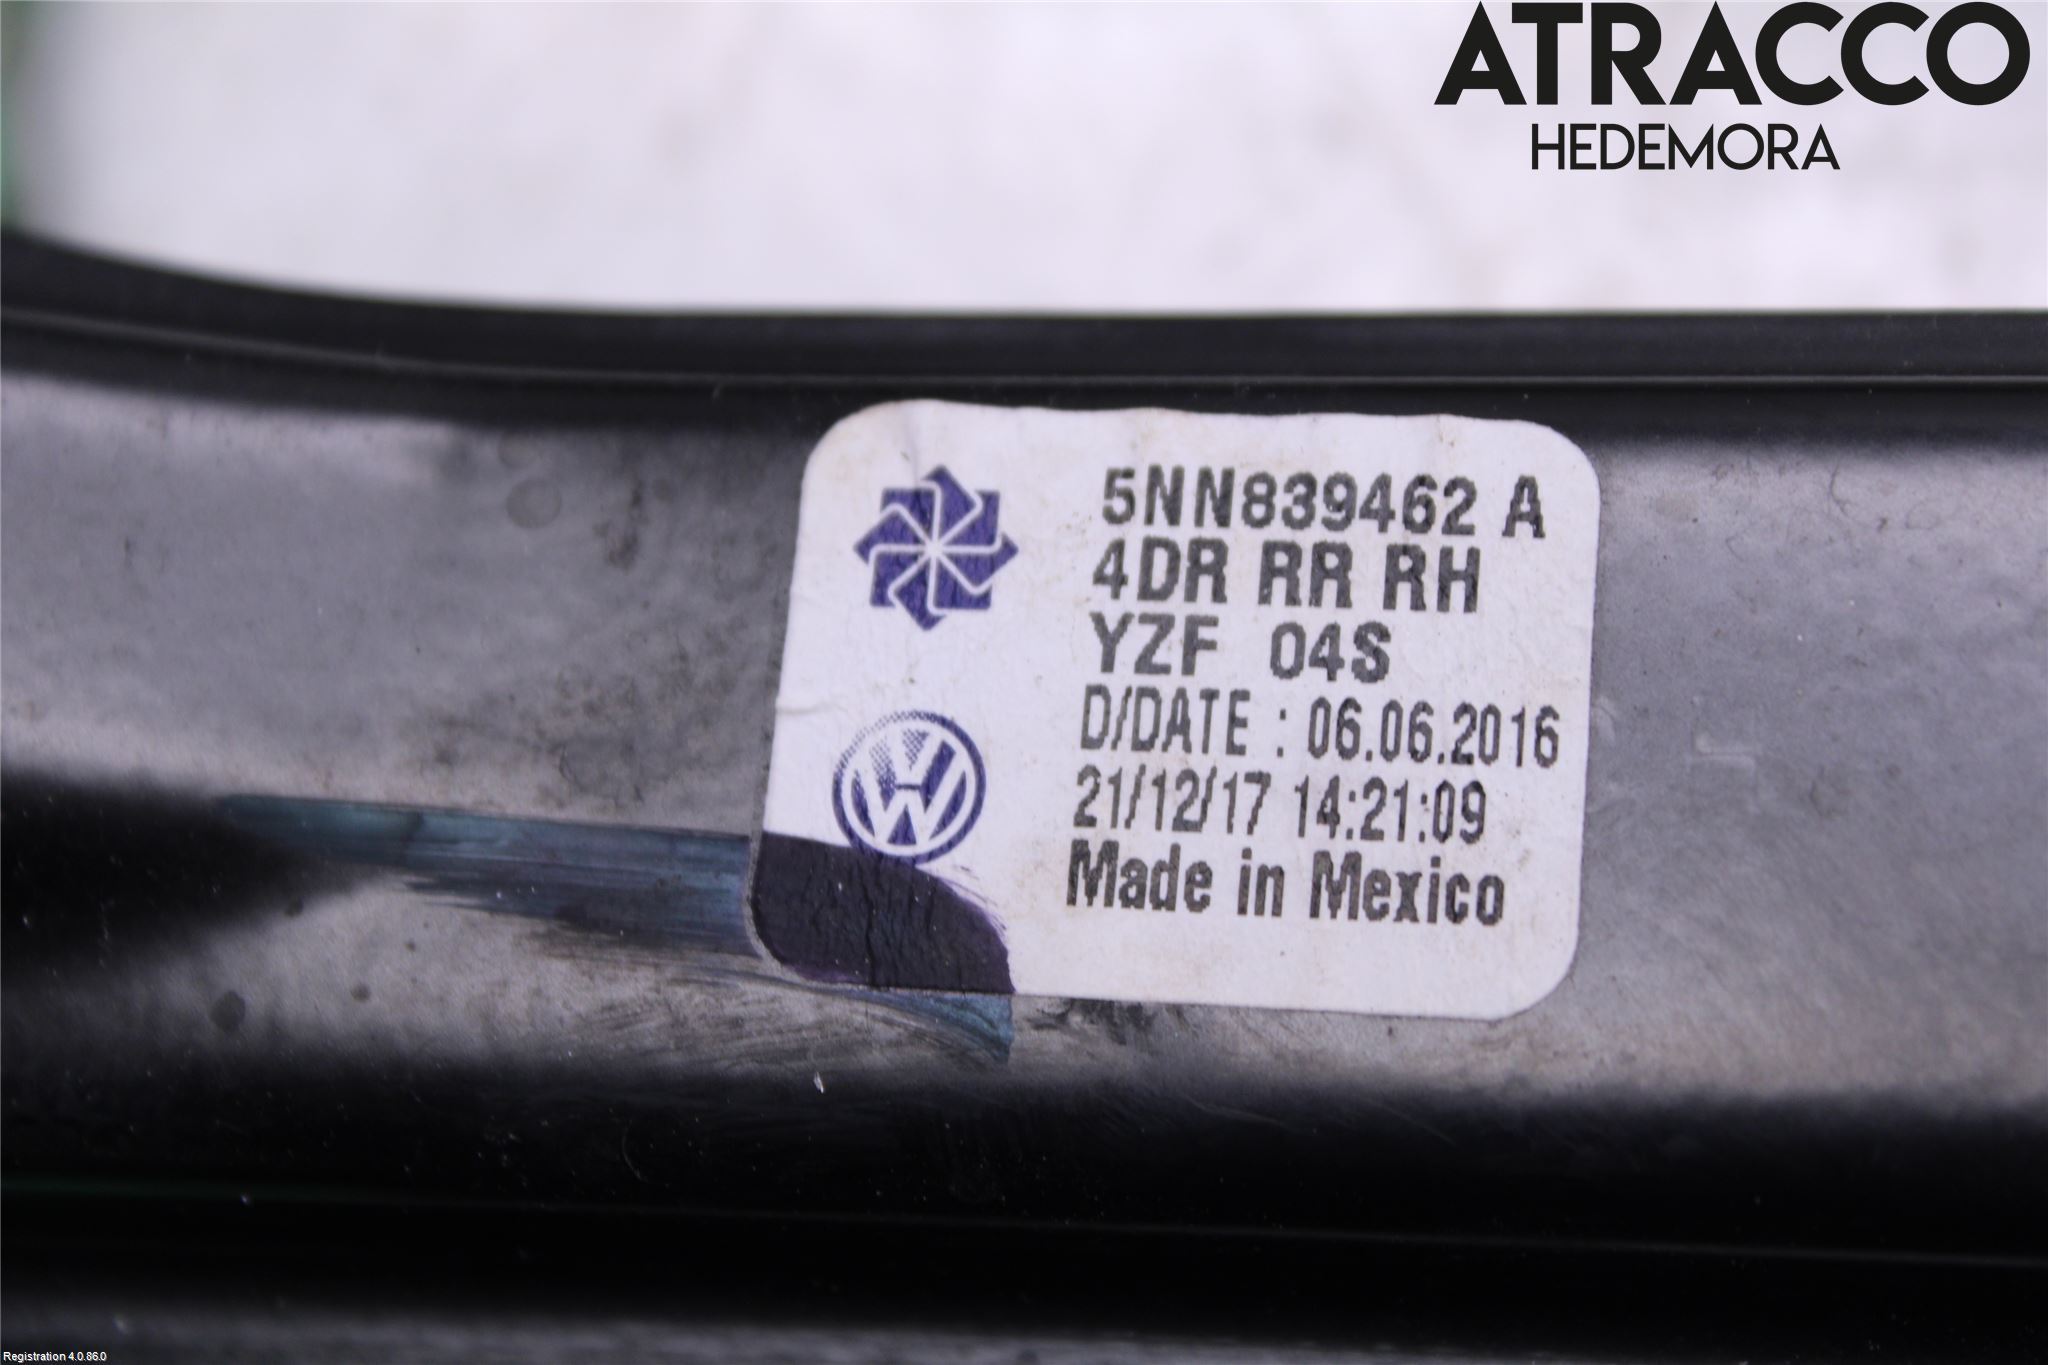 ATRACCO
HEDEMORA
5NN839462 A
4DR RR RH
YZF 04S
D/DATE : 06.06.2016
21/12/17 14:21:09
Made in Mexico
Registration 4.0.86.0